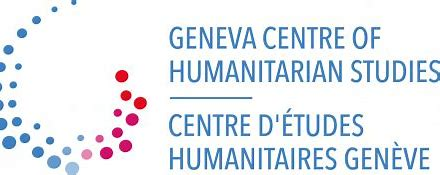 GENEVA CENTRE OF
HUMANITARIAN STUDIES
CENTRE D'ÉTUDES
HUMANITAIRES GENÈVE